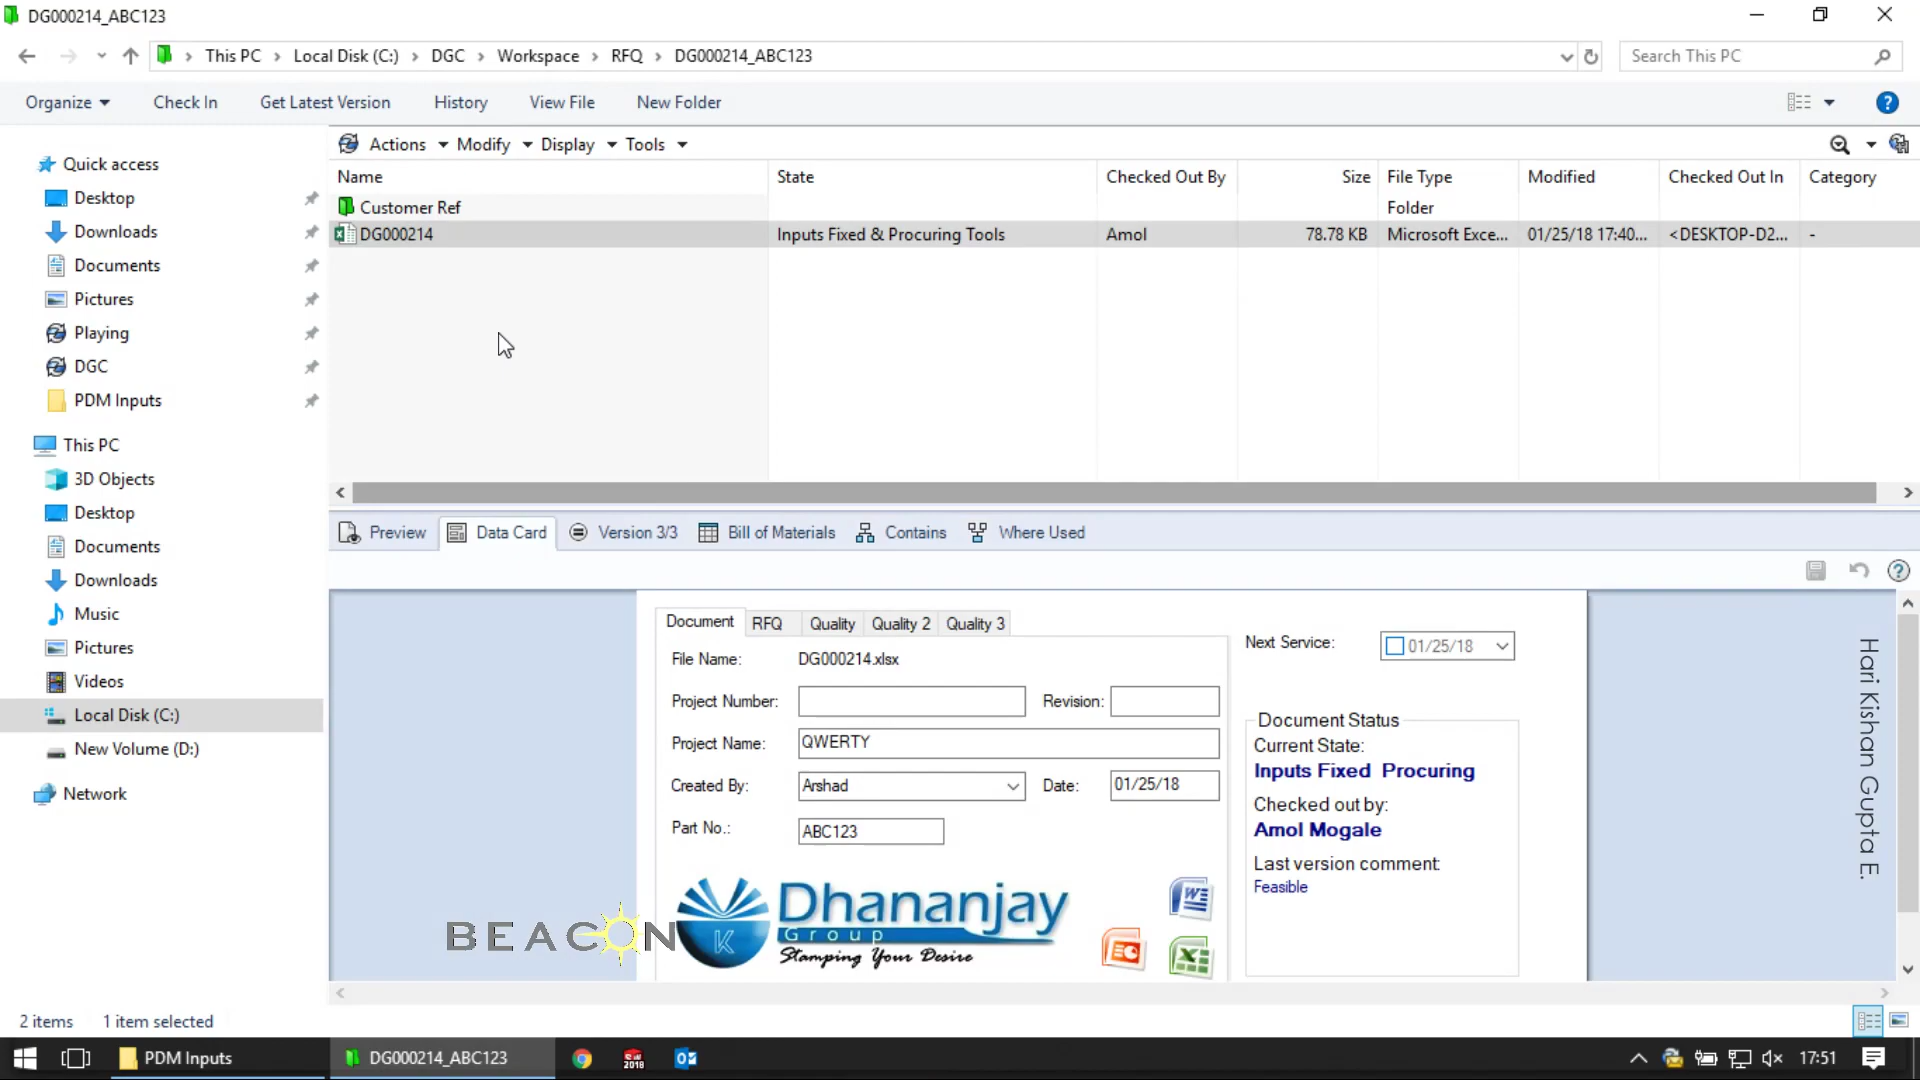 DG000214_ABC123
This PC > Local Disk (C:) > DGC > Workspace > RFQ > DG000214_ABC123
Search This PC
Organize Check In Get Latest Version History View File New Folder
Quick access
Desktop
Downloads
Documents
Pictures
Playing
DGC
PDM Inputs
This PC
3D Objects
Desktop
Documents
Downloads
Music
Pictures
Videos
Local Disk (C:)
New Volume (D:)
Network
Actions Modify Display Tools
Name State Checked Out By Size File Type Modified Checked Out In Category
Customer Ref Folder
DG000214 Inputs Fixed & Procuring Tools Amol 78.78 KB Microsoft Exce... 01/25/18 17:40... <DESKTOP-D2... -
Preview Data Card Version 3/3 Bill of Materials Contains Where Used
Document RFQ Quality Quality 2 Quality 3
File Name: DG000214.xlsx
Project Number: Revision:
Project Name: QWERTY
Created By: Arshad Date: 01/25/18
Part No.: ABC123
Next Service: 01/25/18
Document Status
Current State:
Inputs Fixed Procuring
Checked out by:
Amol Mogale
Last version comment:
Feasible
BEACON
K
Dhananjay
Group
Stamping Your Desire
Hari Kishan Gupta E.
2 items 1 item selected
PDM Inputs DG000214_ABC123 SW 2018 17:51